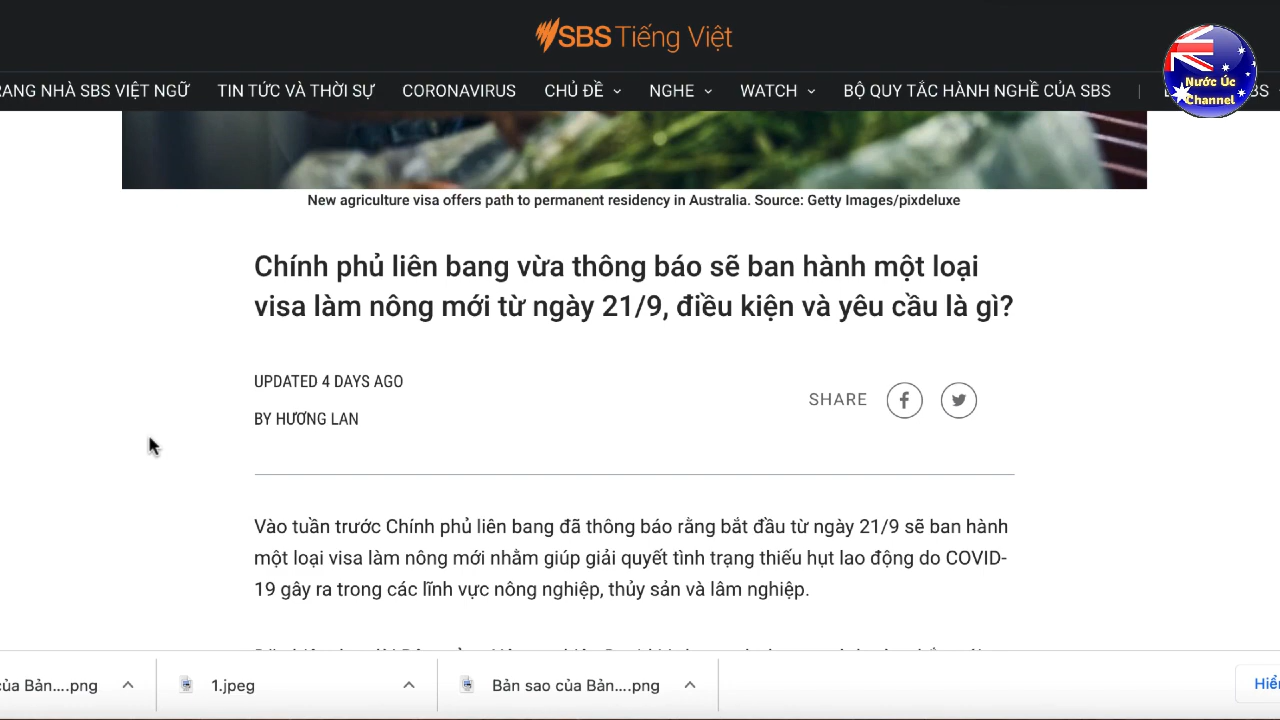 SBS Tiếng Việt
Nước Úc
Channel
RANG NHÀ SBS VIỆT NGỮ TIN TỨC VÀ THỜI SỰ CORONAVIRUS CHỦ ĐỀ NGHE WATCH BỘ QUY TẮC HÀNH NGHỀ CỦA SBS | BS
New agriculture visa offers path to permanent residency in Australia. Source: Getty Images/pixdeluxe
Chính phủ liên bang vừa thông báo sẽ ban hành một loại
visa làm nông mới từ ngày 21/9, điều kiện và yêu cầu là gì?
UPDATED 4 DAYS AGO
SHARE
BY HƯƠNG LAN
Vào tuần trước Chính phủ liên bang đã thông báo rằng bắt đầu từ ngày 21/9 sẽ ban hành
một loại visa làm nông mới nhằm giúp giải quyết tình trạng thiếu hụt lao động do COVID-
19 gây ra trong các lĩnh vực nông nghiệp, thủy sản và lâm nghiệp.
của Bản....png 1.jpeg Bản sao của Bản....png